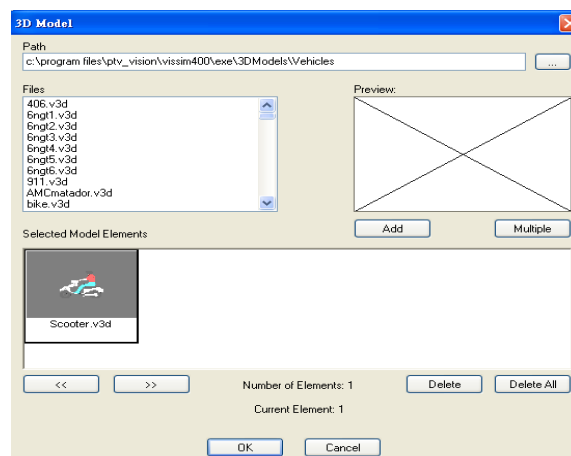 3D Model
Path
c:\program files\ptv_vision\vissim400\exe\3DModels\Vehicles
...
Files
Preview:
406.v3d
6ngt1.v3d
6ngt2.v3d
6ngt3.v3d
6ngt4.v3d
6ngt5.v3d
6ngt6.v3d
911.v3d
AMCmatador.v3d
bike.v3d
Add
Multiple
Selected Model Elements
Scooter.v3d
<<
>>
Number of Elements: 1
Delete
Delete All
Current Element: 1
OK
Cancel